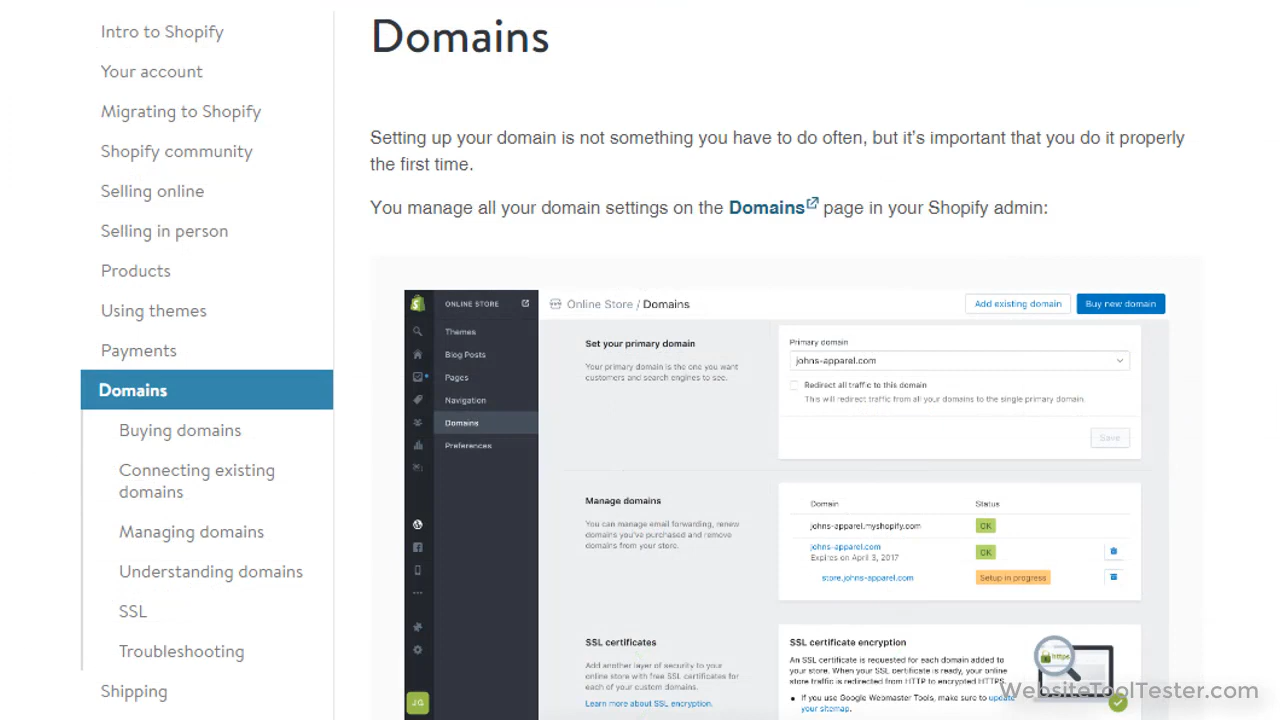 Intro to Shopify
Your account
Migrating to Shopify
Shopify community
Selling online
Selling in person
Products
Using themes
Payments
Domains
Buying domains
Connecting existing
domains
Managing domains
Understanding domains
SSL
Troubleshooting
Shipping
Domains
Setting up your domain is not something you have to do often, but it's important that you do it properly
the first time.
You manage all your domain settings on the Domains page in your Shopify admin:
ONLINE STORE
Themes
Blog Posts
Pages
Navigation
Domains
Preferences
JG
Online Store / Domains
Add existing domain
Buy new domain
Set your primary domain
Your primary domain is the one you want
customers and search engines to see.
Primary domain
johns-apparel.com
Redirect all traffic to this domain
This will redirect traffic from all your domains to the single primary domain.
Save
Manage domains
You can manage email forwarding, renew
domains you've purchased and remove
domains from your store.
Domain Status
johns-apparel.myshopify.com OK
johns-apparel.com OK
Expires on April 3, 2017
store.johns-apparel.com Setup in progress
SSL certificates
Add another layer of security to your
online store with free SSL certificates for
each of your custom domains.
Learn more about SSL encryption.
SSL certificate encryption
An SSL certificate is requested for each domain added to
your store. When your SSL certificate is ready, your online
store traffic is redirected from HTTP to encrypted HTTPS.
If you use Google Webmaster Tools, make sure to update
your sitemap.
https
WebsiteToolTester.com